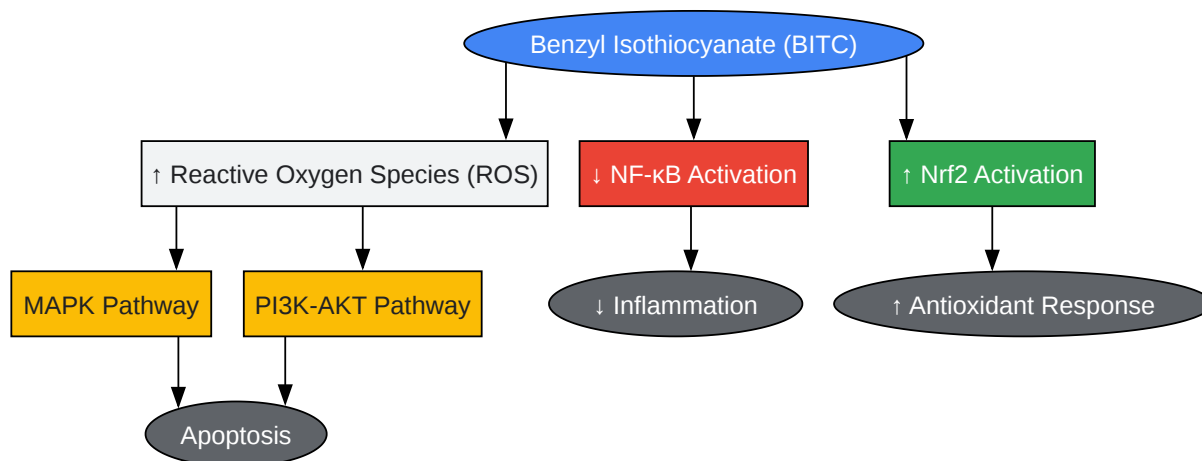 Benzyl Isothiocyanate (BITC)
↑ Reactive Oxygen Species (ROS)
↓ NF-κB Activation
↑ Nrf2 Activation
MAPK Pathway
PI3K-AKT Pathway
↓ Inflammation
↑ Antioxidant Response
Apoptosis